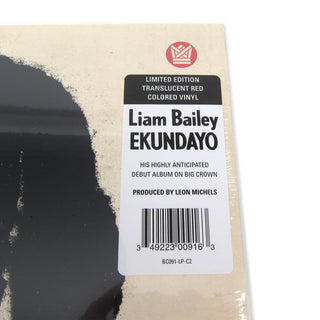 LIMITED EDITION
TRANSLUCENT RED
COLORED VINYL
Liam Bailey
EKUNDAYO
HIS HIGHLY ANTICIPATED
DEBUT ALBUM ON BIG CROWN
PRODUCED BY LEON MICHELS
3 49223 00916 3
BC091-LP-C2